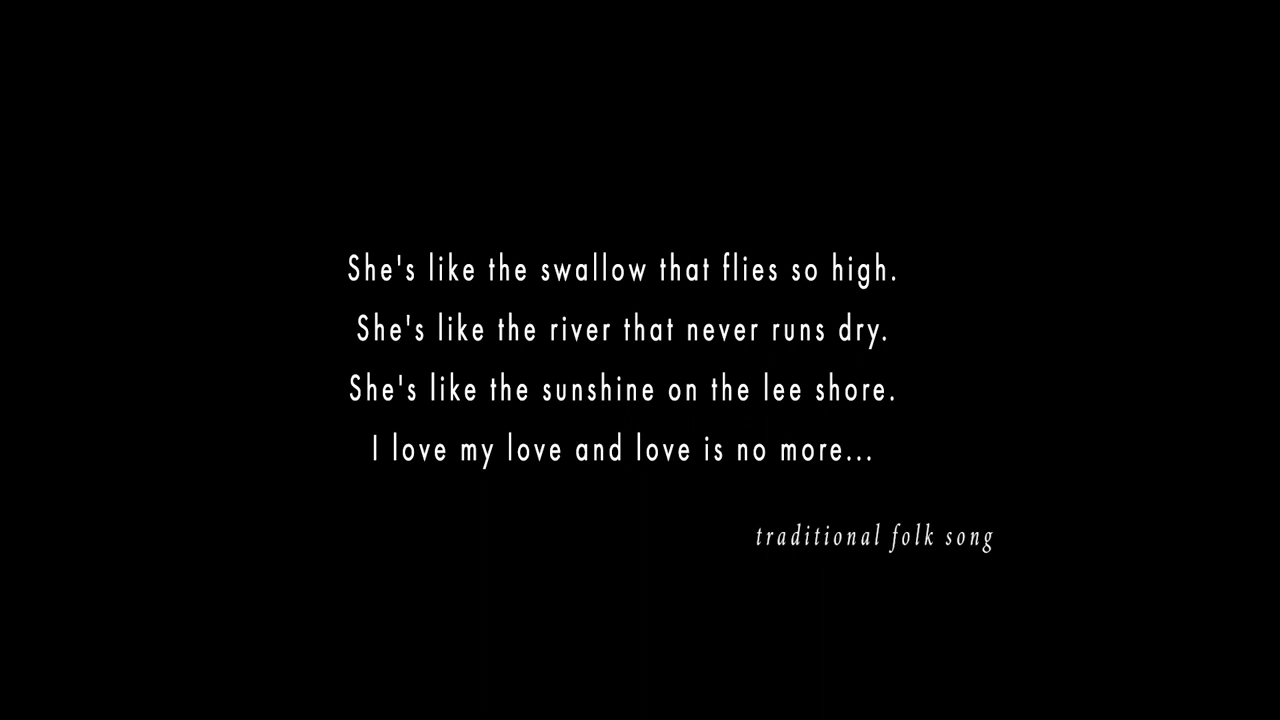 She's like the swallow that flies so high.
She's like the river that never runs dry.
She's like the sunshine on the lee shore.
I love my love and love is no more...
traditional folk song